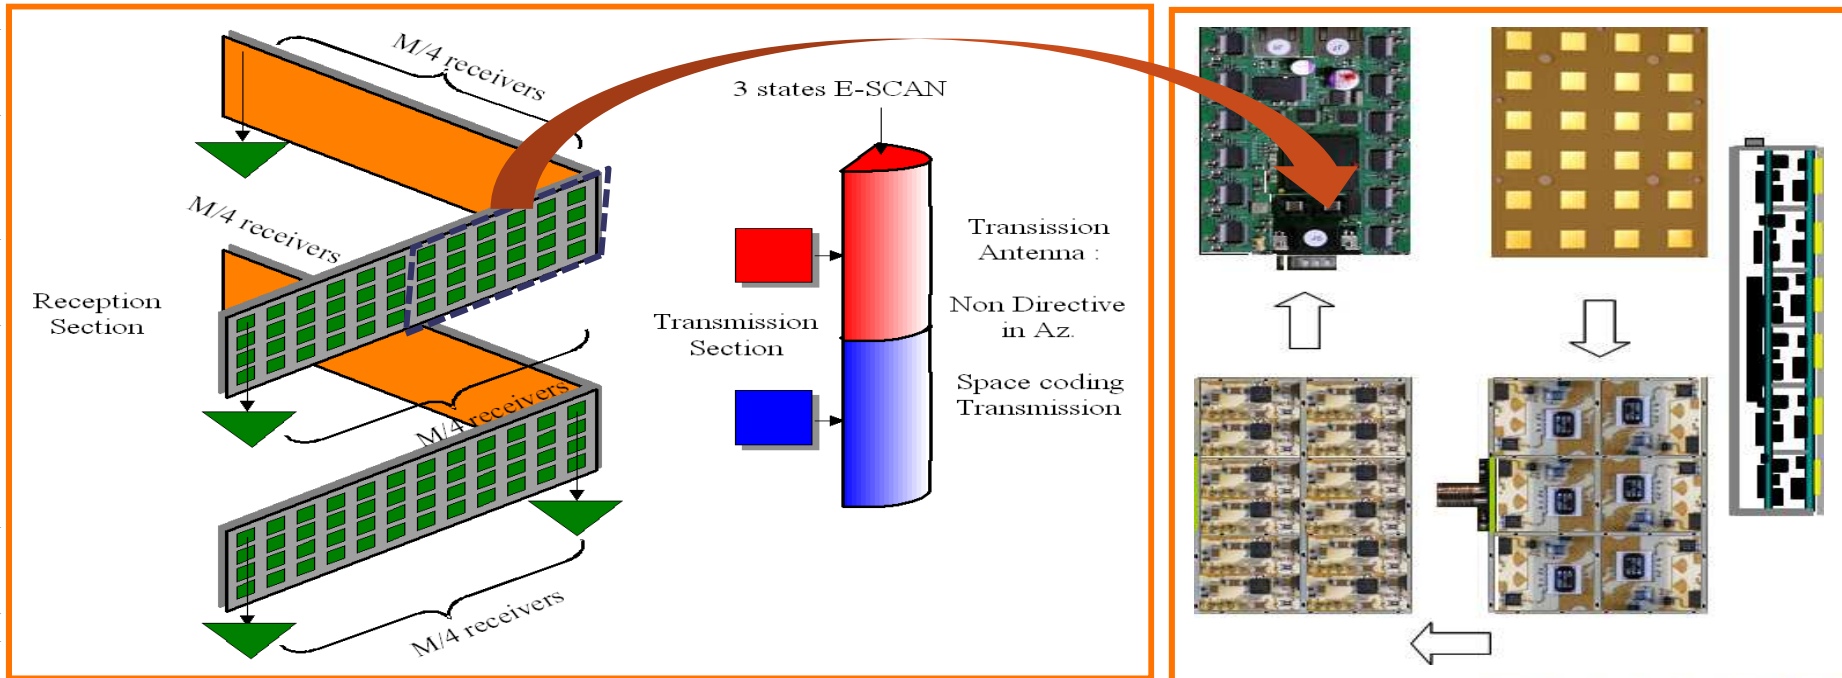 M/4 receivers
3 states E-SCAN
M/4 receivers
Transission
Antenna :
Reception
Section
Non Directive
in Az.
Transmission
Section
M/4 receivers
Space coding
Transmission
M/4 receivers